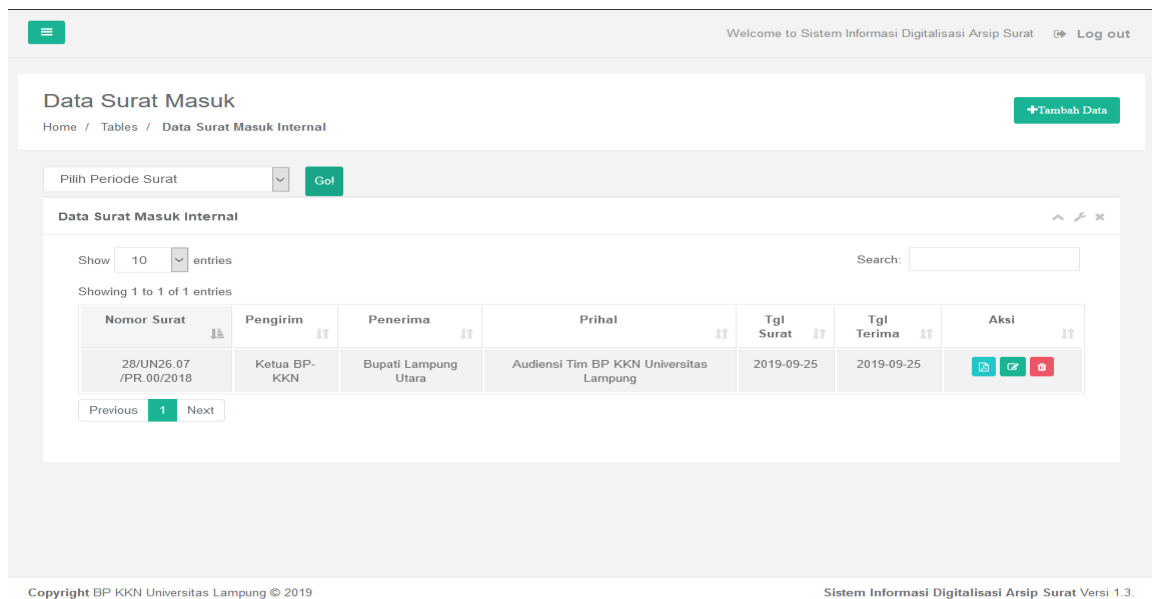 Welcome to Sistem Informasi Digitalisasi Arsip Surat Log out
Data Surat Masuk
+Tambah Data
Home / Tables / Data Surat Masuk Internal
Pilih Periode Surat Go!
Data Surat Masuk Internal
Show 10 entries Search:
Showing 1 to 1 of 1 entries
Nomor Surat Pengirim Penerima Prihal Tgl Surat Tgl Terima Aksi
28/UN26.07 Ketua BP- Bupati Lampung Audiensi Tim BP KKN Universitas 2019-09-25 2019-09-25
/PR.00/2018 KKN Utara Lampung
Previous 1 Next
Copyright BP KKN Universitas Lampung © 2019 Sistem Informasi Digitalisasi Arsip Surat Versi 1.3.